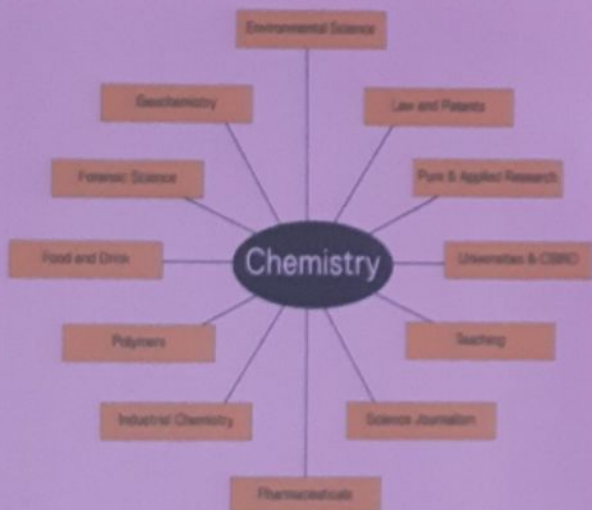 Environmental Science
Geochemistry
Law and Patents
Forensic Science
Pure & Applied Research
Food and Drink
Chemistry
Universities & CSIRO
Polymers
Teaching
Industrial Chemistry
Science Journalism
Pharmaceuticals